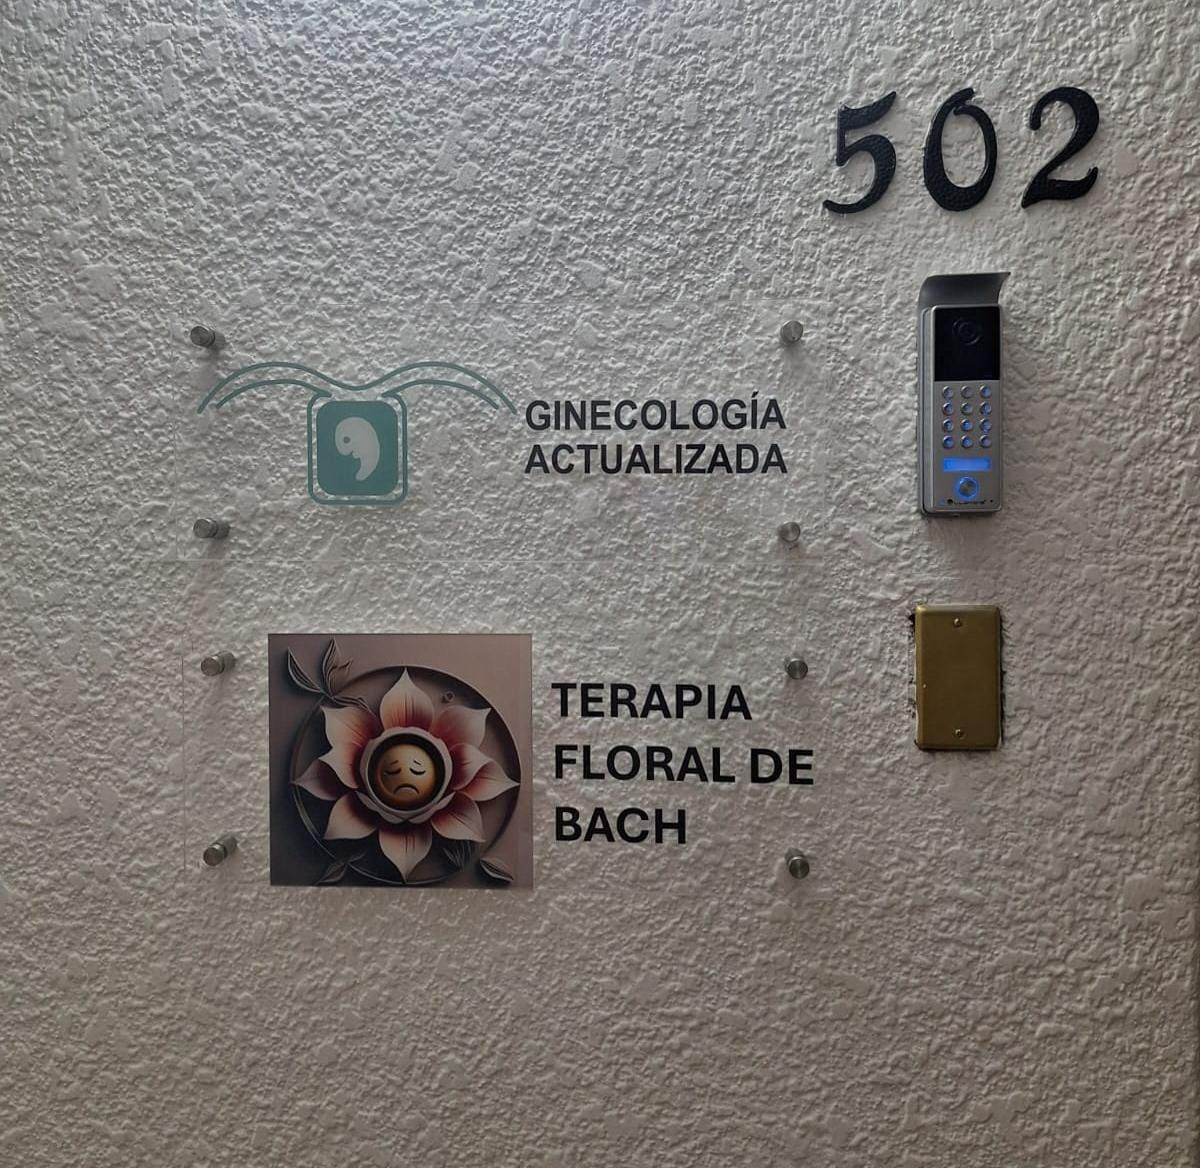 502
GINECOLOGÍA
ACTUALIZADA
TERAPIA
FLORAL DE
BACH